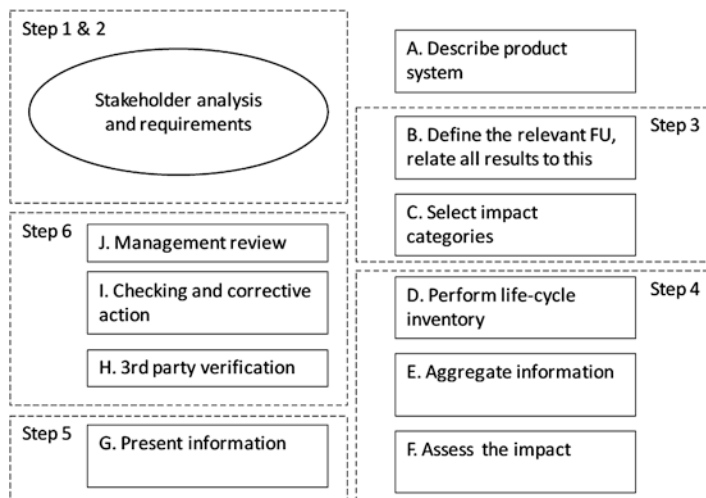 Step 1 & 2
Stakeholder analysis
and requirements
A. Describe product
system
B. Define the relevant FU,
relate all results to this
Step 3
C. Select impact
categories
Step 6
J. Management review
I. Checking and corrective
action
H. 3rd party verification
D. Perform life-cycle
inventory
Step 4
E. Aggregate information
F. Assess the impact
Step 5
G. Present information